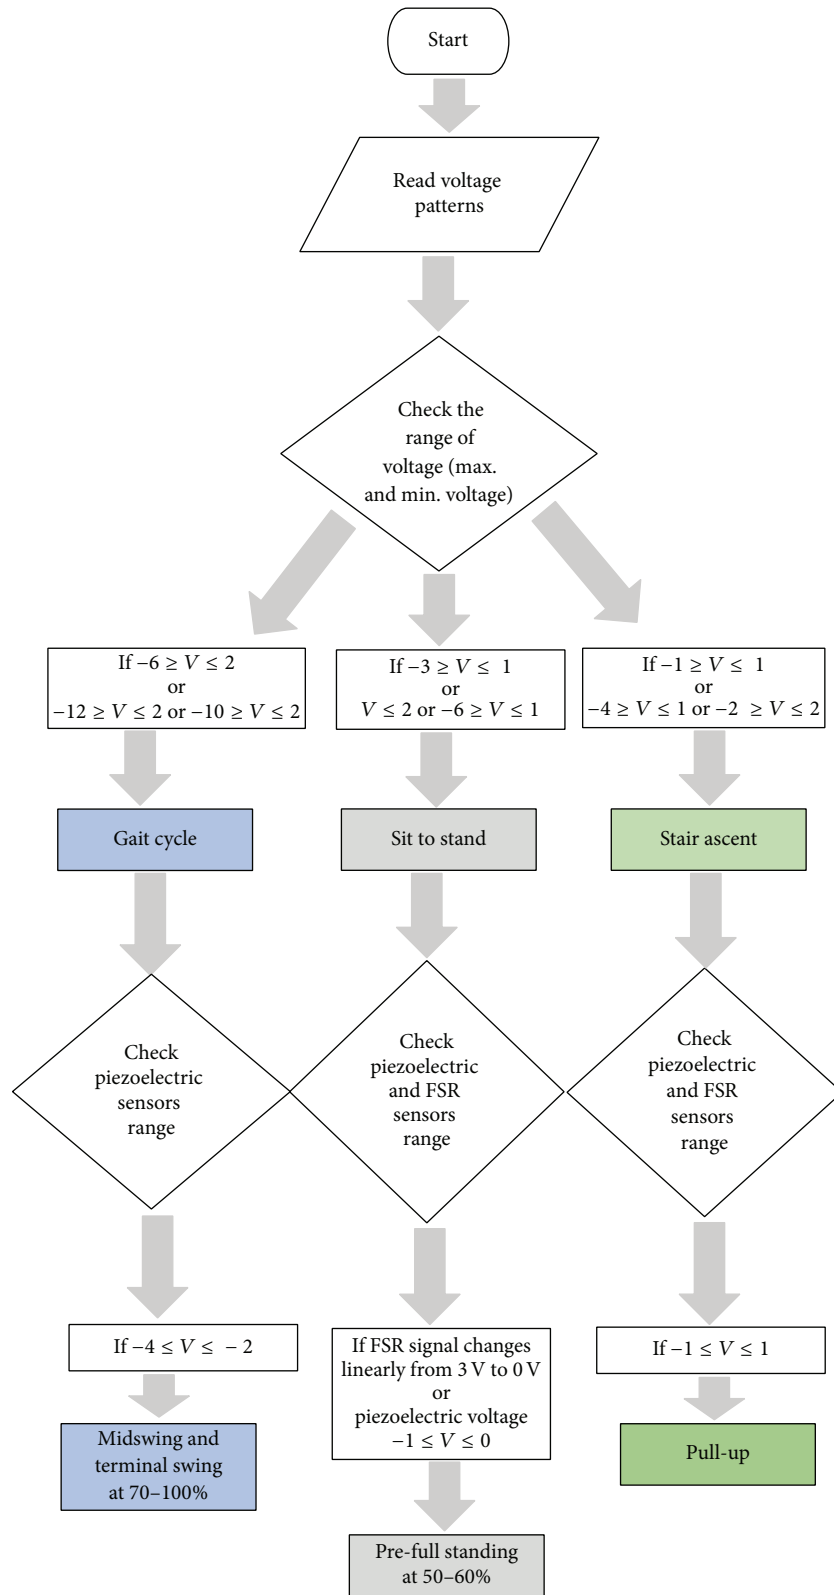 Start
Read voltage
patterns
Check the
range of
voltage (max.
and min. voltage)
If −6 ≥ V ≤ 2
or
−12 ≥ V ≤ 2 or −10 ≥ V ≤ 2
If −3 ≥ V ≤ 1
or
V ≤ 2 or −6 ≥ V ≤ 1
If −1 ≥ V ≤ 1
or
−4 ≥ V ≤ 1 or −2 ≥ V ≤ 2
Gait cycle
Sit to stand
Stair ascent
Check
piezoelectric
sensors
range
Check
piezoelectric
and FSR
sensors
range
Check
piezoelectric
and FSR
sensors
range
If −4 ≤ V ≤ − 2
If FSR signal changes
linearly from 3 V to 0 V
or
piezoelectric voltage
−1 ≤ V ≤ 0
If −1 ≤ V ≤ 1
Midswing and
terminal swing
at 70–100%
Pull-up
Pre-full standing
at 50–60%